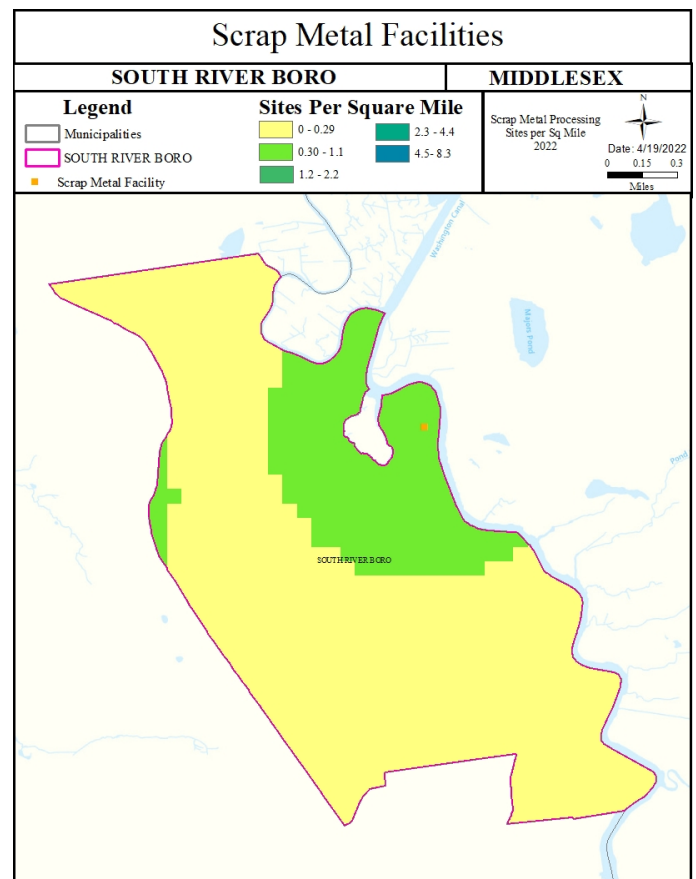 Scrap Metal Facilities
SOUTH RIVER BORO
MIDDLESEX
Legend
Municipalities
SOUTH RIVER BORO
Scrap Metal Facility
Sites Per Square Mile
0 - 0.29
0.30 - 1.1
1.2 - 2.2
2.3 - 4.4
4.5- 8.3
Scrap Metal Processing
Sites per Sq Mile
2022
N
Date: 4/19/2022
0 0.15 0.3
Miles
Washington Canal
Major Pond
Pond
SOUTH RIVER BORO